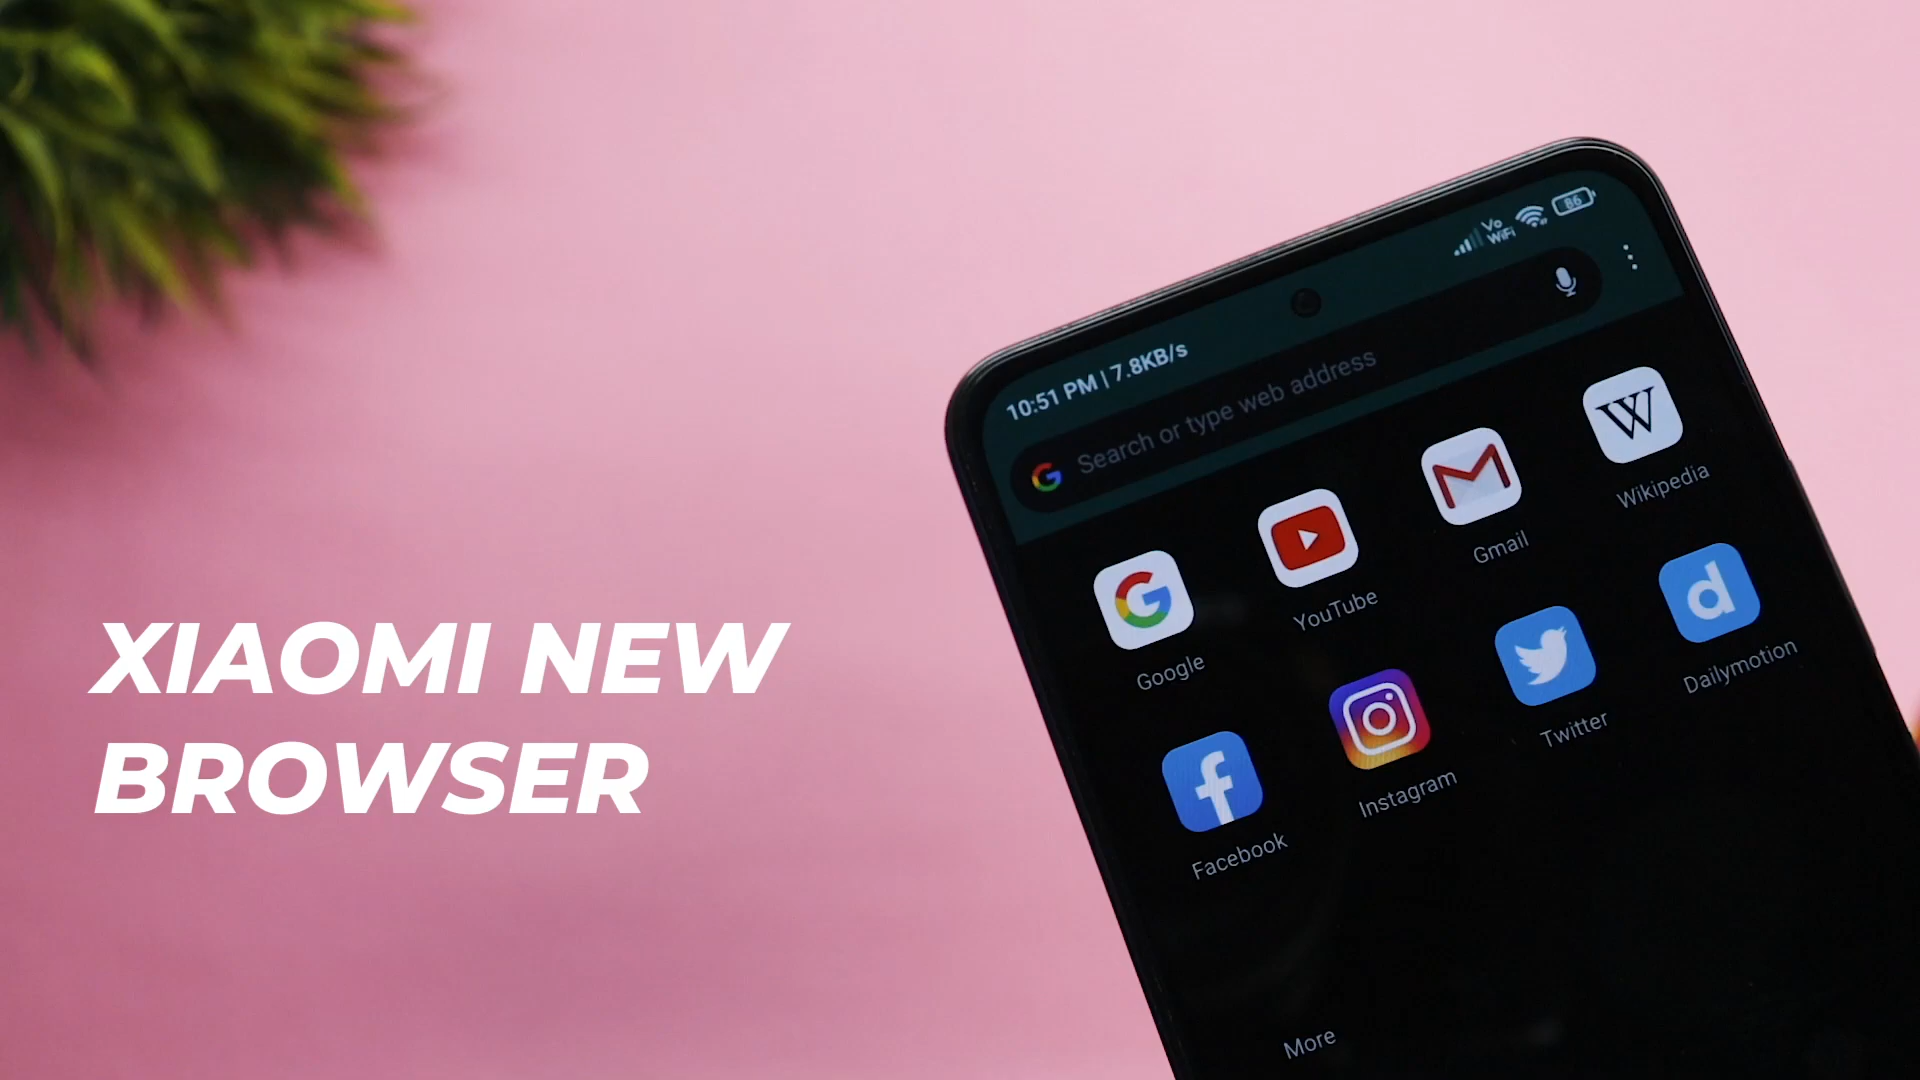 XIAOMI NEW
BROWSER
10:51 PM | 7.8KB/s
Vo
WiFi
86
G Search or type web address
G
Google
YouTube
M
Gmail
W
Wikipedia
f
Facebook
Instagram
Twitter
d
Dailymotion
More